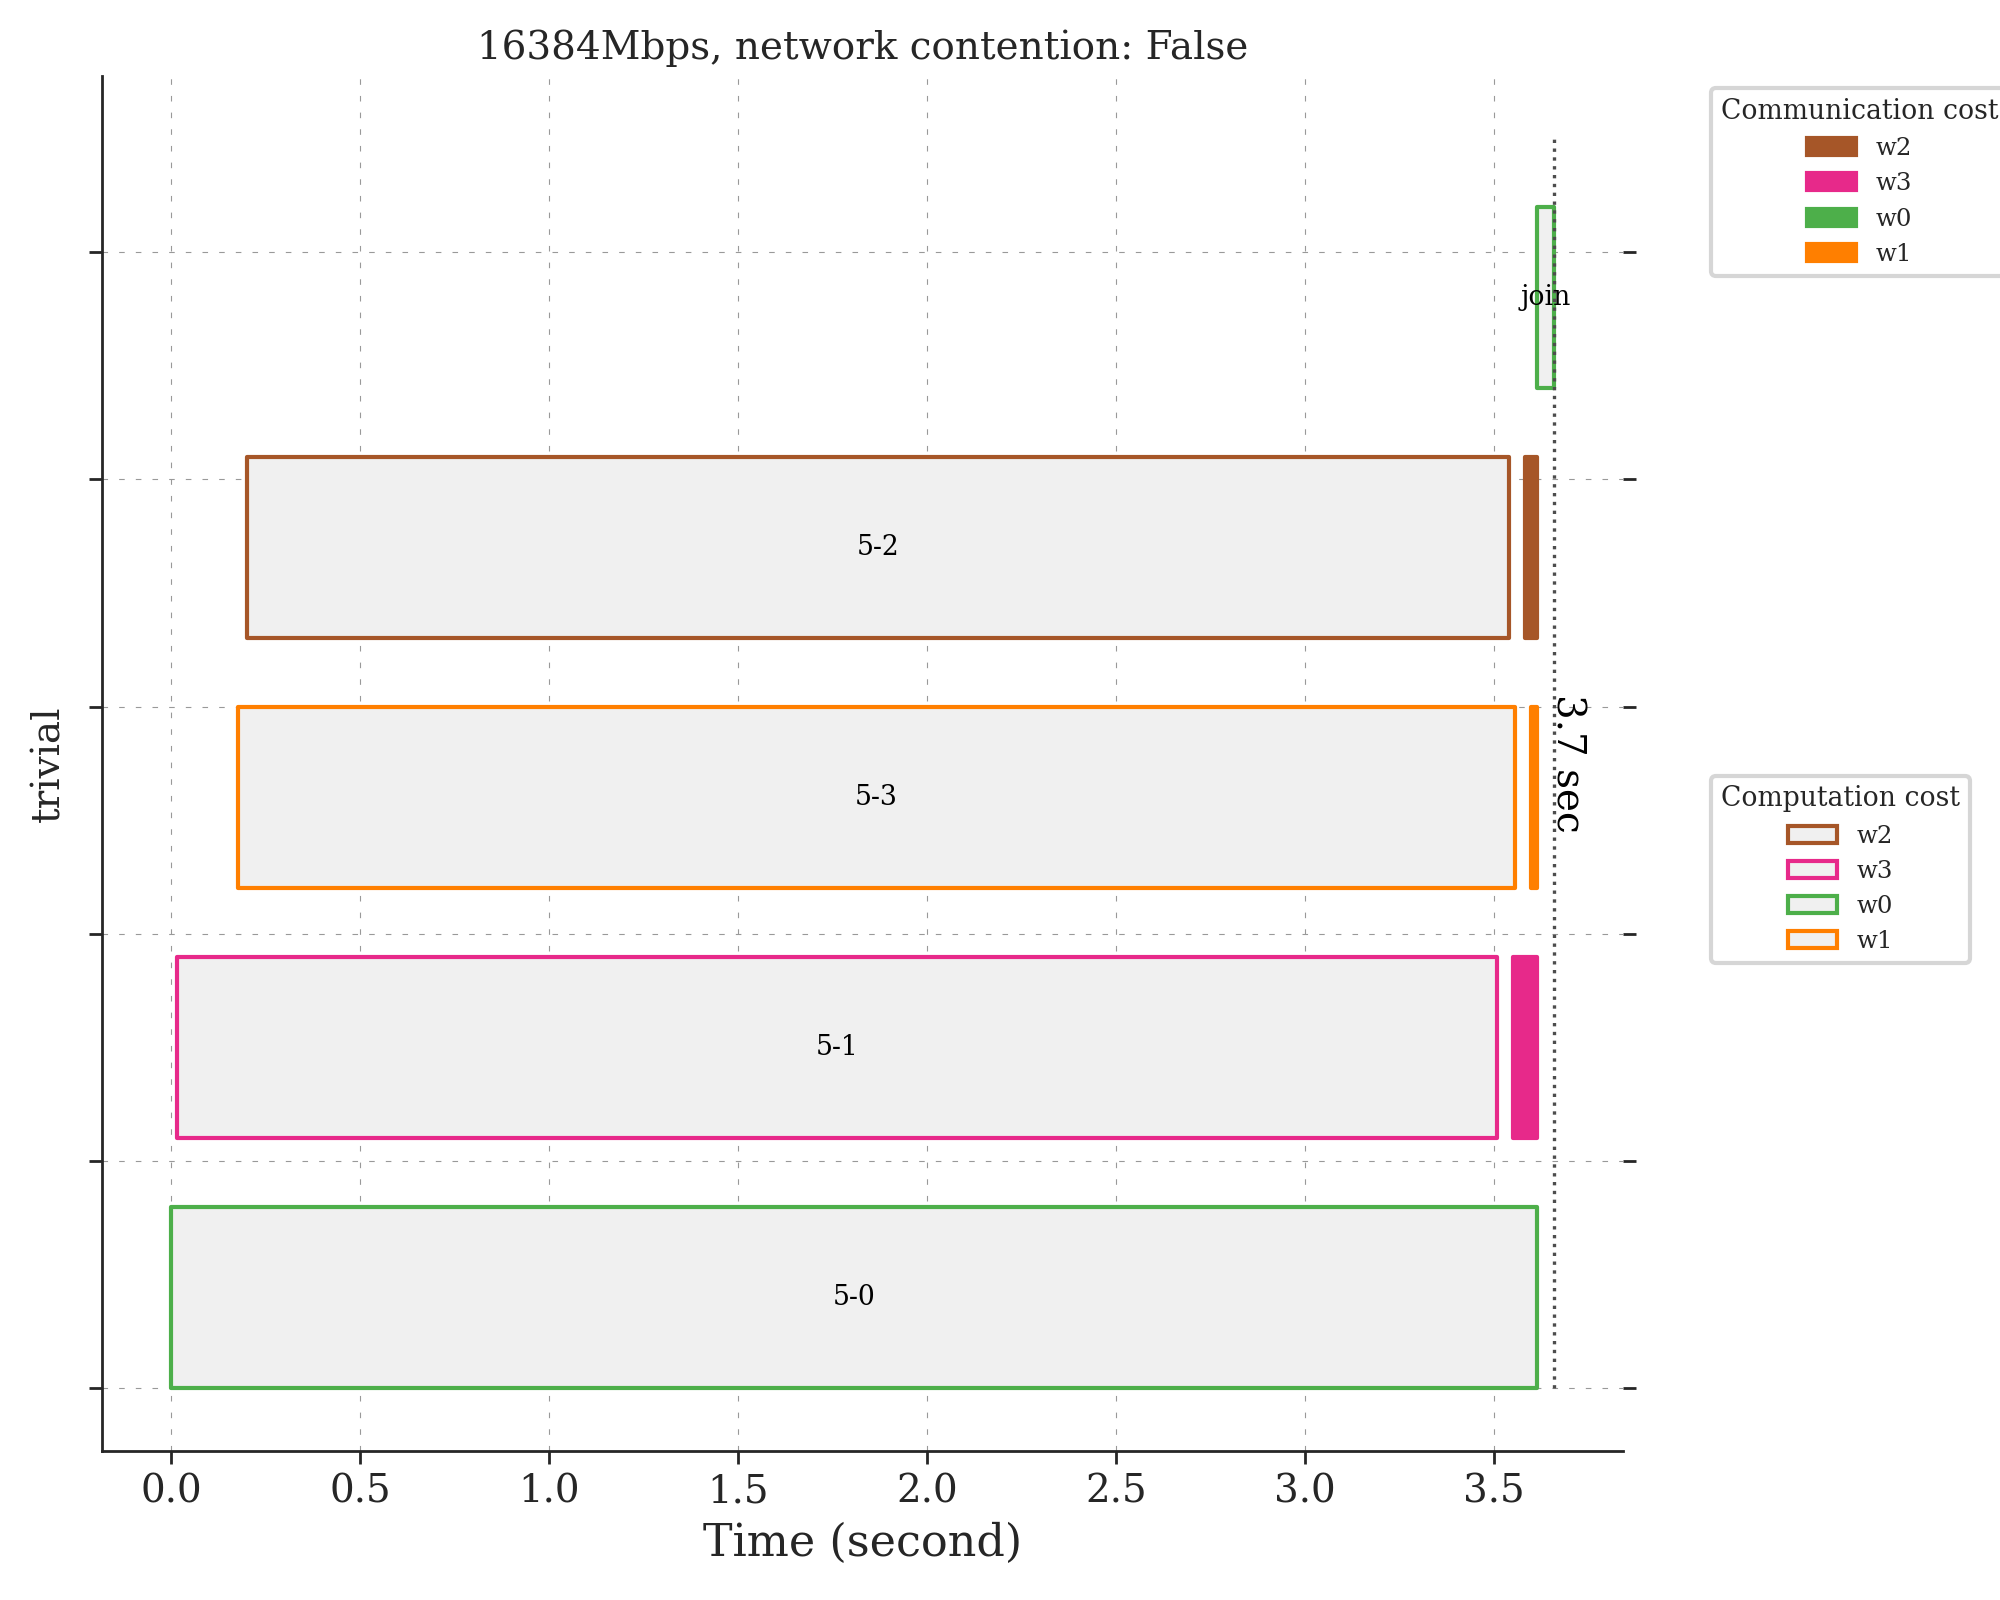 16384Mbps, network contention: False
Communication cost
w2
w3
w0
w1
join
5-2
trivial
3.7 sec
5-3
Computation cost
w2
w3
w0
w1
5-1
5-0
0.0 0.5 1.0 1.5 2.0 2.5 3.0 3.5
Time (second)